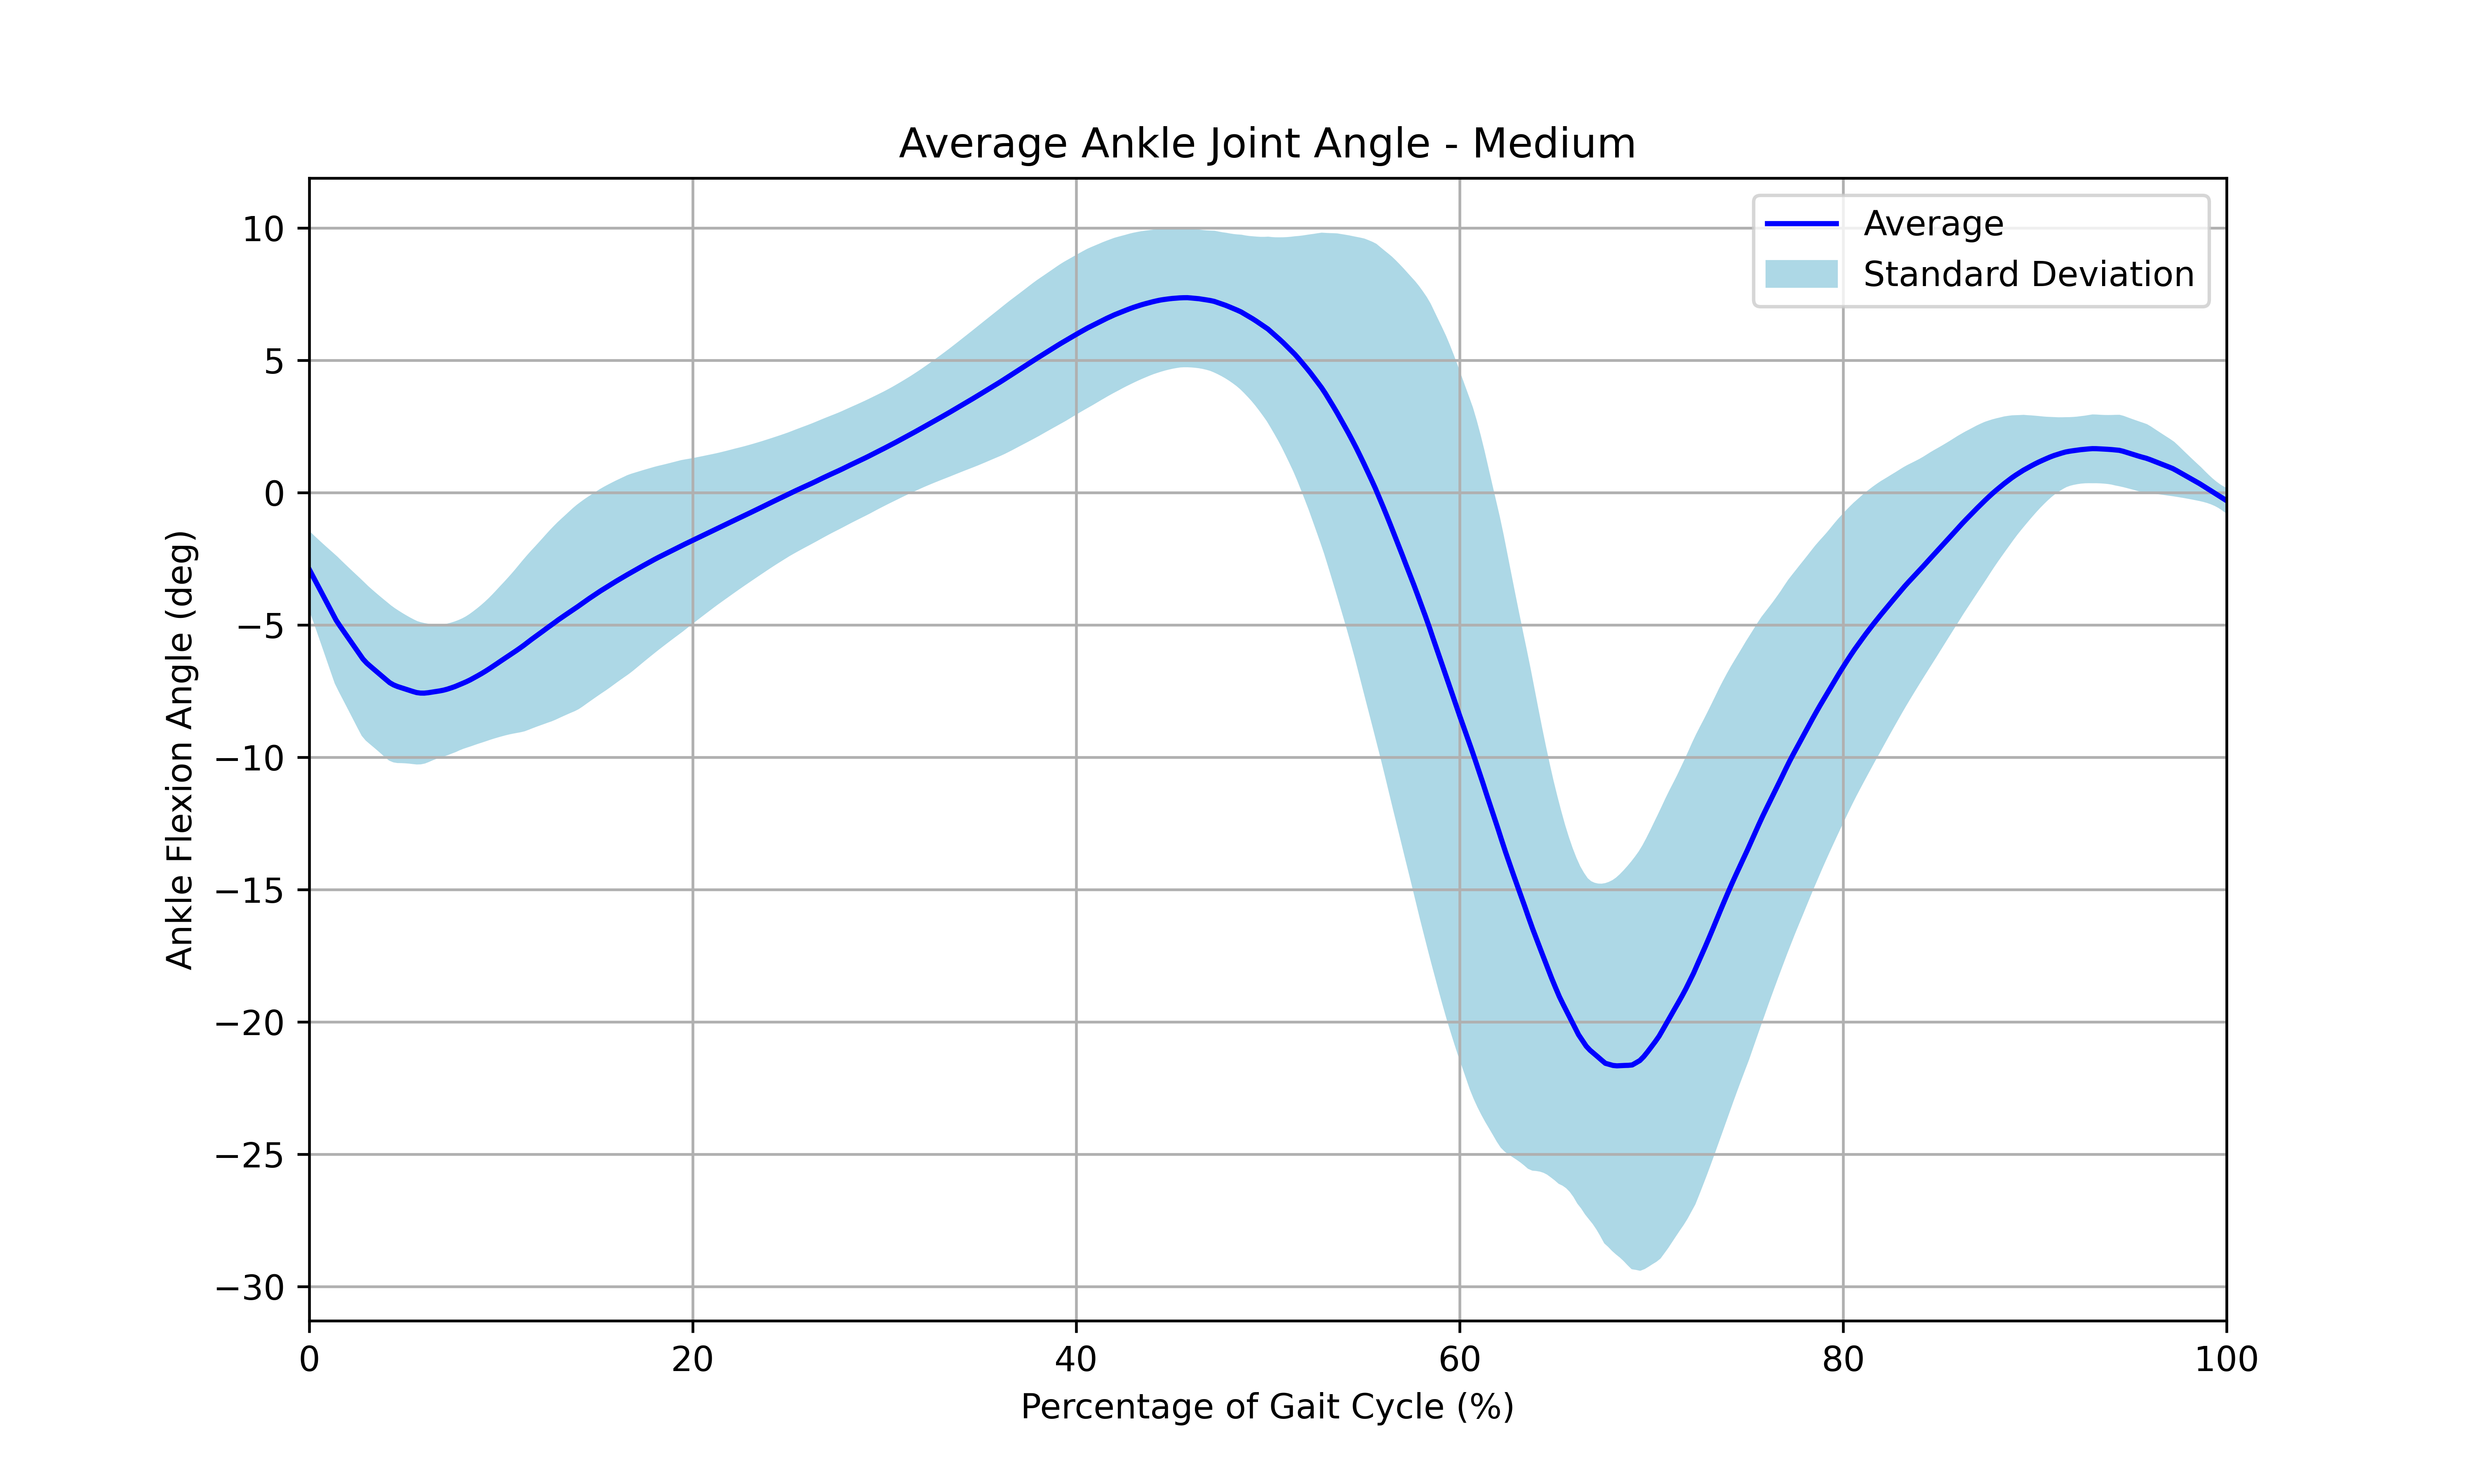 Average Ankle Joint Angle - Medium
Average
Standard Deviation
10
5
0
−5
−10
−15
−20
−25
−30
Ankle Flexion Angle (deg)
0 20 40 60 80 100
Percentage of Gait Cycle (%)